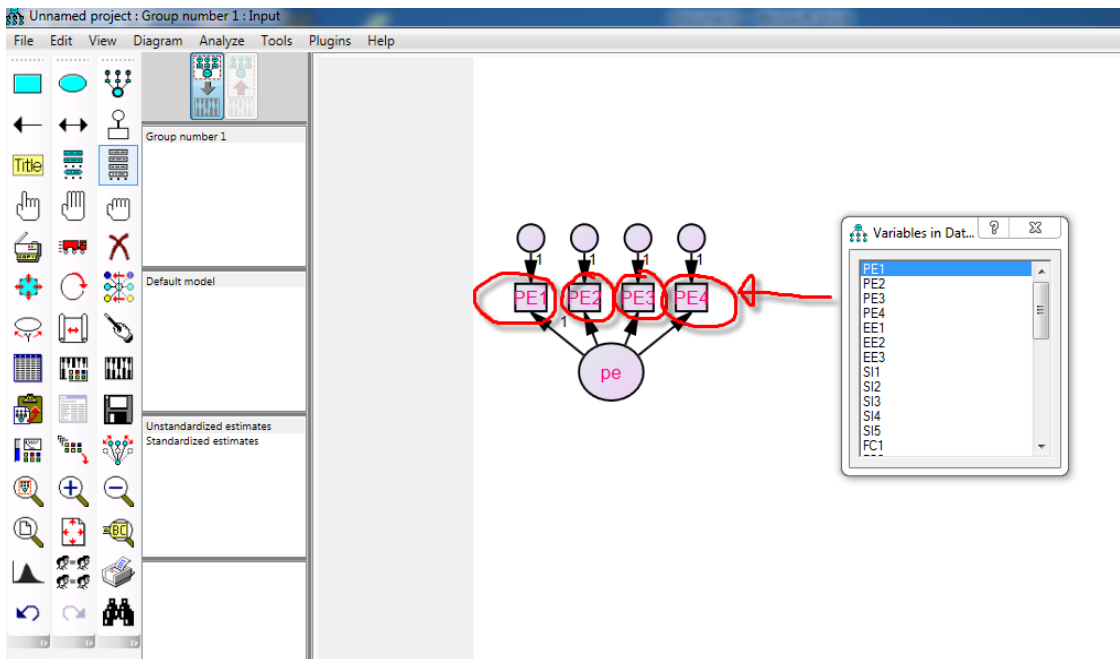 Unnamed project : Group number 1 : Input
File Edit View Diagram Analyze Tools Plugins Help
Title
Group number 1
Default model
Unstandardized estimates
Standardized estimates
1 1 1 1
PE1 PE2 PE3 PE4
1
pe
Variables in Dat...
PE1
PE2
PE3
PE4
EE1
EE2
EE3
SI1
SI2
SI3
SI4
SI5
FC1